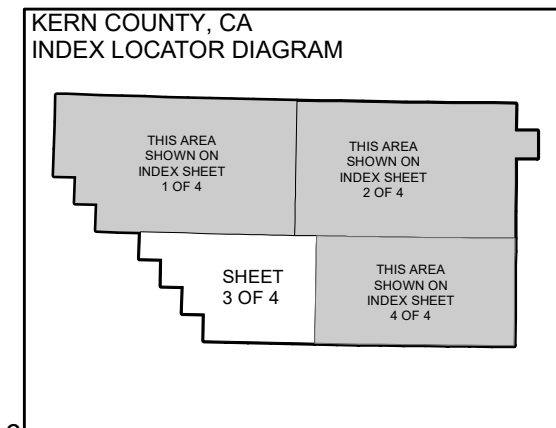 KERN COUNTY, CA
INDEX LOCATOR DIAGRAM
THIS AREA
SHOWN ON
INDEX SHEET
1 OF 4
THIS AREA
SHOWN ON
INDEX SHEET
2 OF 4
SHEET
3 OF 4
THIS AREA
SHOWN ON
INDEX SHEET
4 OF 4